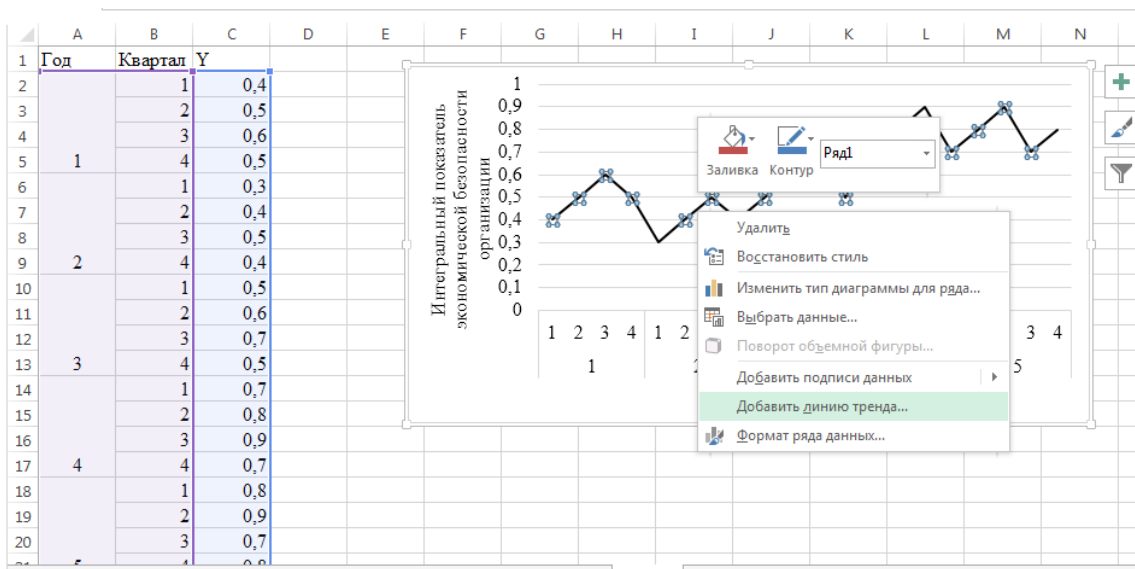 A B C D E F G H I J K L M N
1 Год Квартал Y
2 1 0,4
3 2 0,5
4 3 0,6
5 1 4 0,5
6 1 0,3
7 2 0,4
8 3 0,5
9 2 4 0,4
10 1 0,5
11 2 0,6
12 3 0,7
13 3 4 0,5
14 1 0,7
15 2 0,8
16 3 0,9
17 4 4 0,7
18 1 0,8
19 2 0,9
20 3 0,7
Интегральный показатель
экономической безопасности
организации
1
0,9
0,8
0,7
0,6
0,5
0,4
0,3
0,2
0,1
0
1 2 3 4 1 2 3 4
1 5
Заливка Контур Ряд1
Удалить
Восстановить стиль
Изменить тип диаграммы для ряда...
Выбрать данные...
Поворот объемной фигуры...
Добавить подписи данных
Добавить линию тренда...
Формат ряда данных...